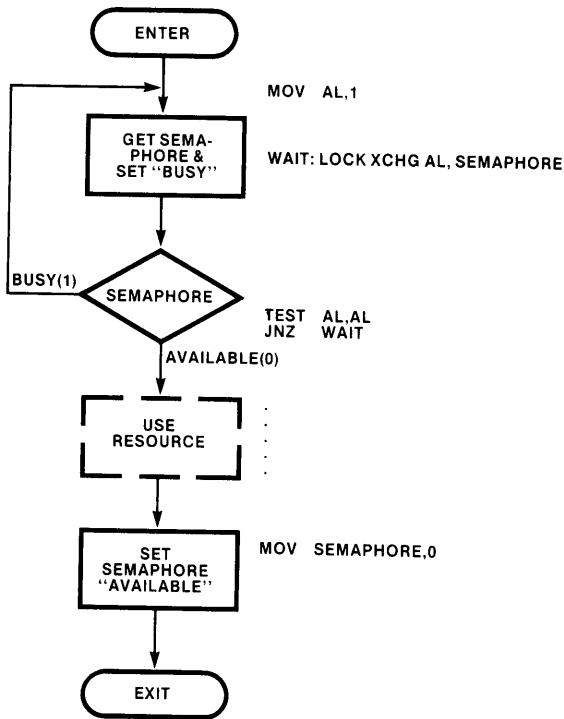 ENTER
MOV AL,1
GET SEMA-
PHORE &
SET "BUSY"
WAIT: LOCK XCHG AL, SEMAPHORE
BUSY(1)
SEMAPHORE
TEST AL,AL
JNZ WAIT
AVAILABLE(0)
USE
RESOURCE
.
.
.
.
.
SET
SEMAPHORE
"AVAILABLE"
MOV SEMAPHORE,0
EXIT